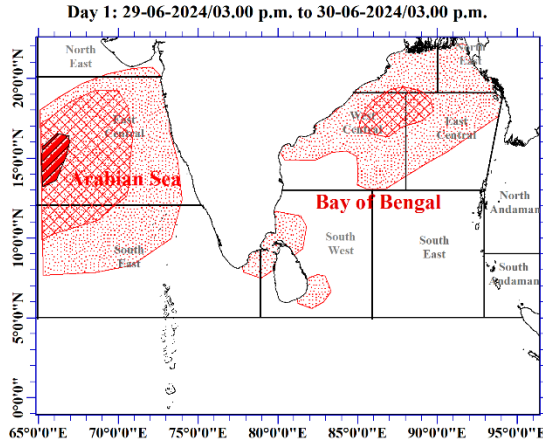 Day 1: 29-06-2024/03.00 p.m. to 30-06-2024/03.00 p.m.
North
East
North
East
20°0'0"N
East
Central
West
Central
East
Central
15°0'0"N
Arabian Sea
Bay of Bengal
North
Andaman
10°0'0"N
South
East
South
West
South
East
South
Andaman
5°0'0"N
0°0'0"
65°0'0"E 70°0'0"E 75°0'0"E 80°0'0"E 85°0'0"E 90°0'0"E 95°0'0"E